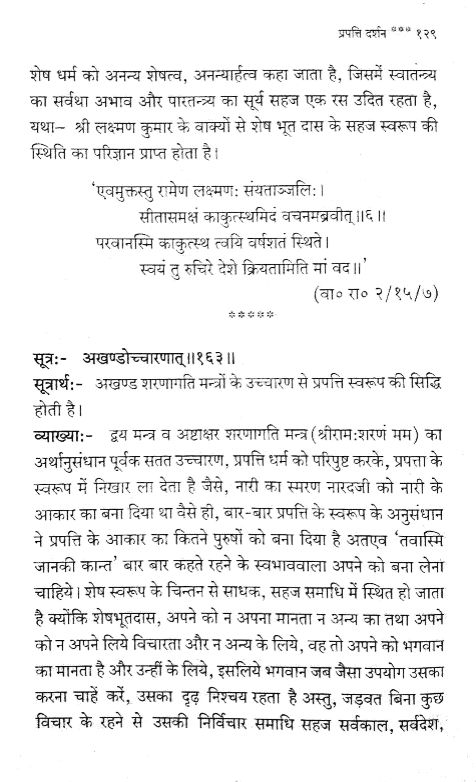 प्रपत्ति दर्शन *** १२९
शेष धर्म को अनन्य शेषत्व, अनन्यार्हत्व कहा जाता है, जिसमें स्वातन्त्र्य
का सर्वथा अभाव और पारतन्त्र्य का सूर्य सहज एक रस उदित रहता है,
यथा– श्री लक्ष्मण कुमार के वाक्यों से शेष भूत दास के सहज स्वरूप की
स्थिति का परिज्ञान प्राप्त होता है।
‘एवमुक्तस्तु रामेण लक्ष्मणः संयताञ्जलिः।
सीतासमक्षं काकुत्स्थमिदं वचनमब्रवीत्॥६॥
परवानस्मि काकुत्स्थ त्वयि वर्षशतं स्थिते।
स्वयं तु रुचिरे देशे क्रियतामिति मां वद॥’
(वा० रा० २/१५/७)
*****
सूत्र:- अखण्डोच्चारणात्॥१६३॥
सूत्रार्थ:- अखण्ड शरणागति मन्त्रों के उच्चारण से प्रपत्ति स्वरूप की सिद्धि
होती है।
व्याख्या:- द्वय मन्त्र व अष्टाक्षर शरणागति मन्त्र (श्रीरामःशरणं मम) का
अर्थानुसंधान पूर्वक सतत उच्चारण, प्रपत्ति धर्म को परिपुष्ट करके, प्रपत्ता के
स्वरूप में निखार ला देता है जैसे, नारी का स्मरण नारदजी को नारी के
आकार का बना दिया था वैसे ही, बार-बार प्रपत्ति के स्वरूप के अनुसंधान
ने प्रपत्ति के आकार का कितने पुरुषों को बना दिया है अतएव ‘तवास्मि
जानकी कान्त’ बार बार कहते रहने के स्वभाववाला अपने को बना लेना
चाहिये। शेष स्वरूप के चिन्तन से साधक, सहज समाधि में स्थित हो जाता
है क्योंकि शेषभूतदास, अपने को न अपना मानता न अन्य का तथा अपने
को न अपने लिये विचारता और न अन्य के लिये, वह तो अपने को भगवान
का मानता है और उन्हीं के लिये, इसलिये भगवान जब जैसा उपयोग उसका
करना चाहें करें, उसका दृढ़ निश्चय रहता है अस्तु, जड़वत बिना कुछ
विचार के रहने से उसकी निर्विचार समाधि सहज सर्वकाल, सर्वदेश,